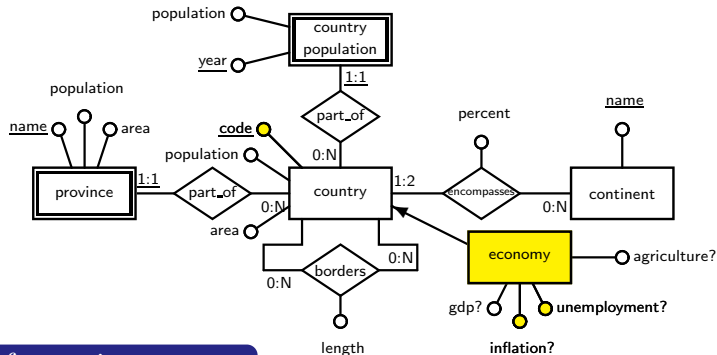 population
country
population
year
1:1
part_of
0:N
population
name
area
code
population
province
1:1
part_of
0:N
area
country
1:2
percent
encompasses
0:N
name
continent
0:N
borders
0:N
length
economy
agriculture?
gdp?
unemployment?
inflation?